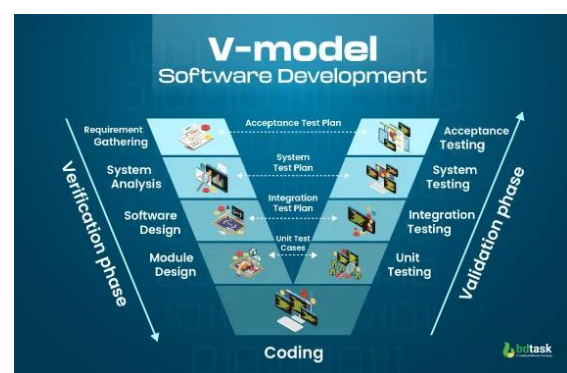 V-model
Software Development
Acceptance Test Plan
Requirement
Gathering
Acceptance
Testing
System
Test Plan
System
Analysis
System
Testing
Integration
Test Plan
Software
Design
Integration
Testing
Unit Test
Cases
Module
Design
Unit
Testing
Verification phase
Validation phase
Coding
bdtask